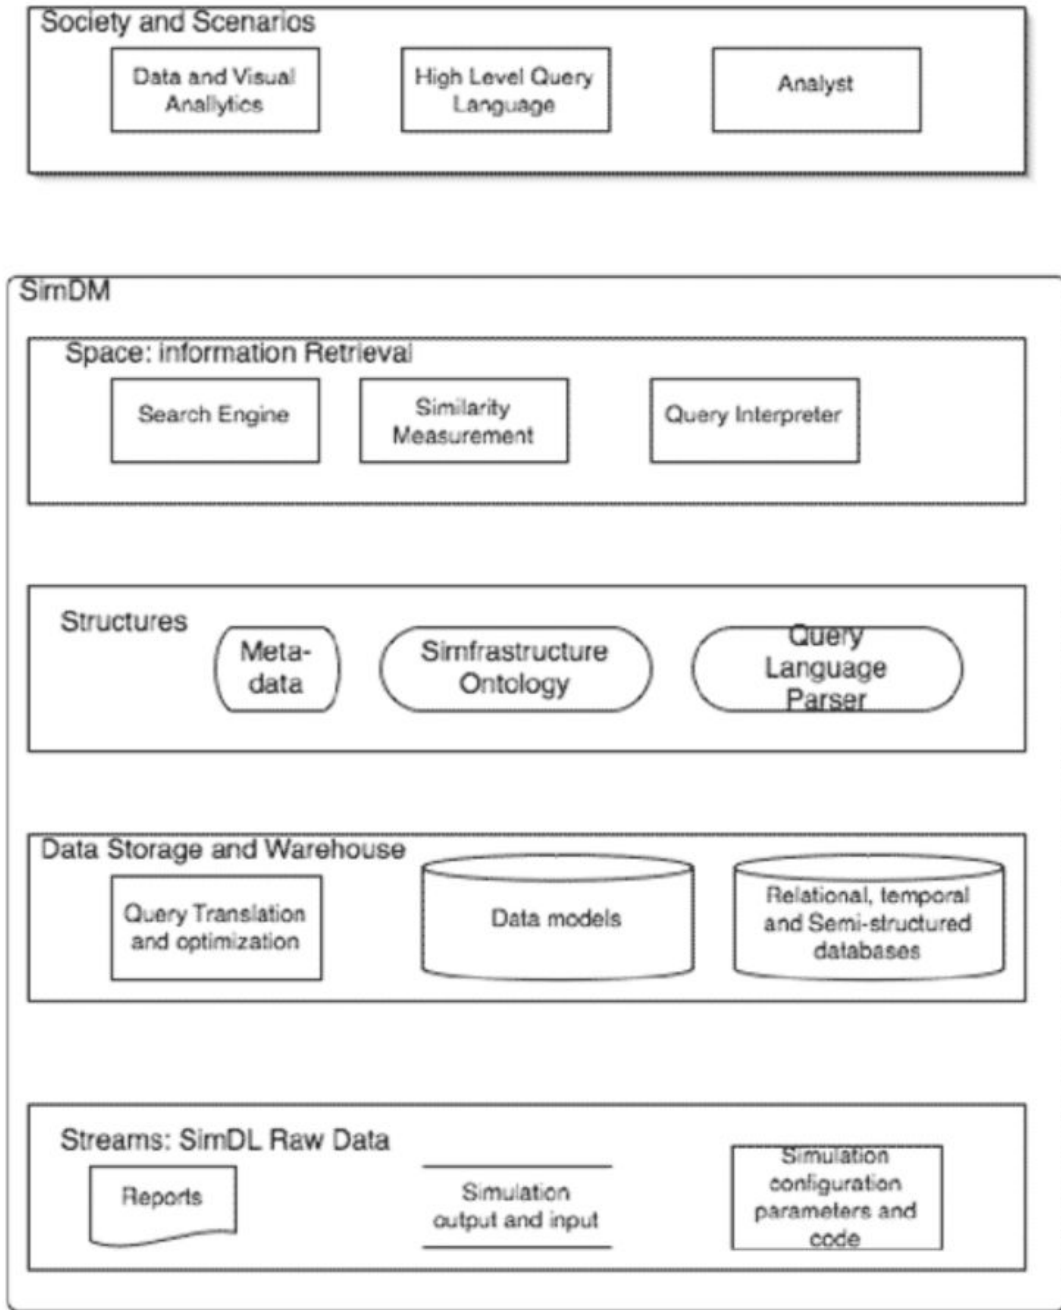 Society and Scenarios
Data and Visual
Anallytics
High Level Query
Language
Analyst
SimDM
Space: information Retrieval
Search Engine
Similarity
Measurement
Query Interpreter
Structures
Meta-
data
Simfrastructure
Ontology
Query
Language
Parser
Data Storage and Warehouse
Query Translation
and optimization
Data models
Relational, temporal
and Semi-structured
databases
Streams: SimDL Raw Data
Reports
Simulation
output and input
Simulation
configuration
parameters and
code